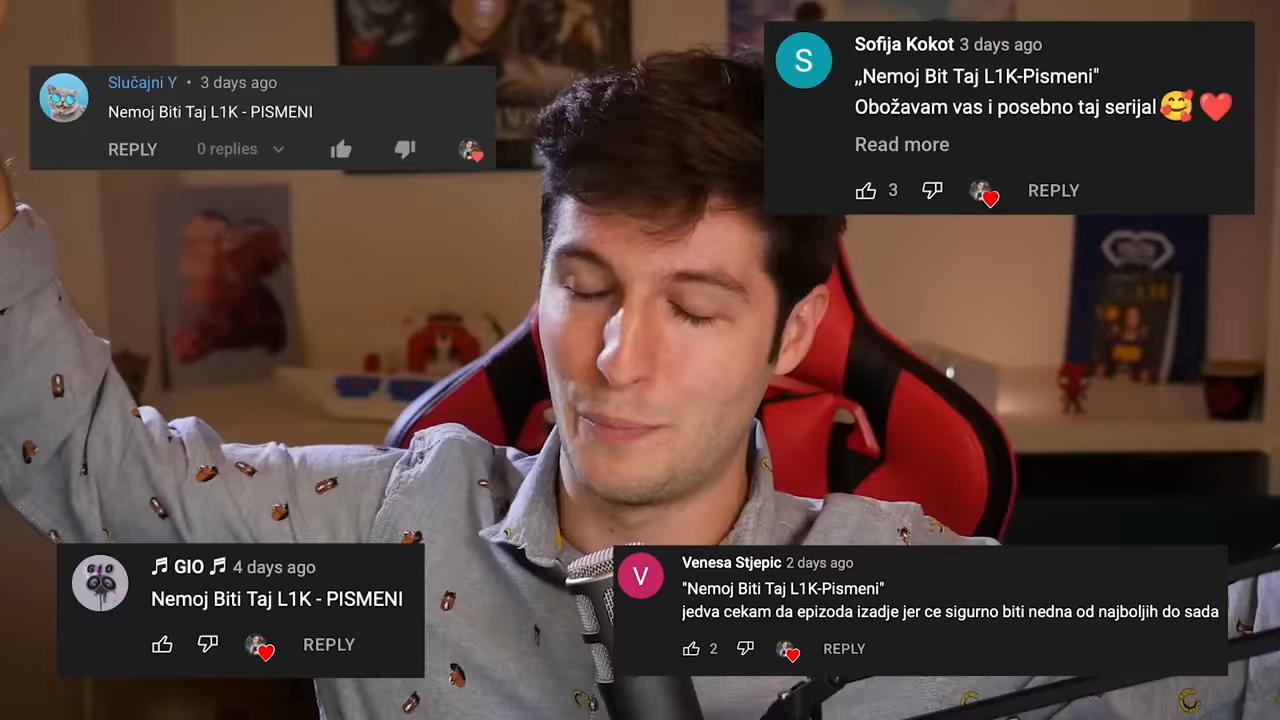 Slučajni Y • 3 days ago
Nemoj Biti Taj L1K - PISMENI
REPLY 0 replies
Sofija Kokot 3 days ago
„Nemoj Bit Taj L1K-Pismeni"
Obožavam vas i posebno taj serijal🥰❤️
Read more
3 REPLY
♬ GIO ♬ 4 days ago
Nemoj Biti Taj L1K - PISMENI
REPLY
V
Venesa Stjepic 2 days ago
"Nemoj Biti Taj L1K-Pismeni"
jedva cekam da epizoda izadje jer ce sigurno biti nedna od najboljih do sada
2 REPLY
S